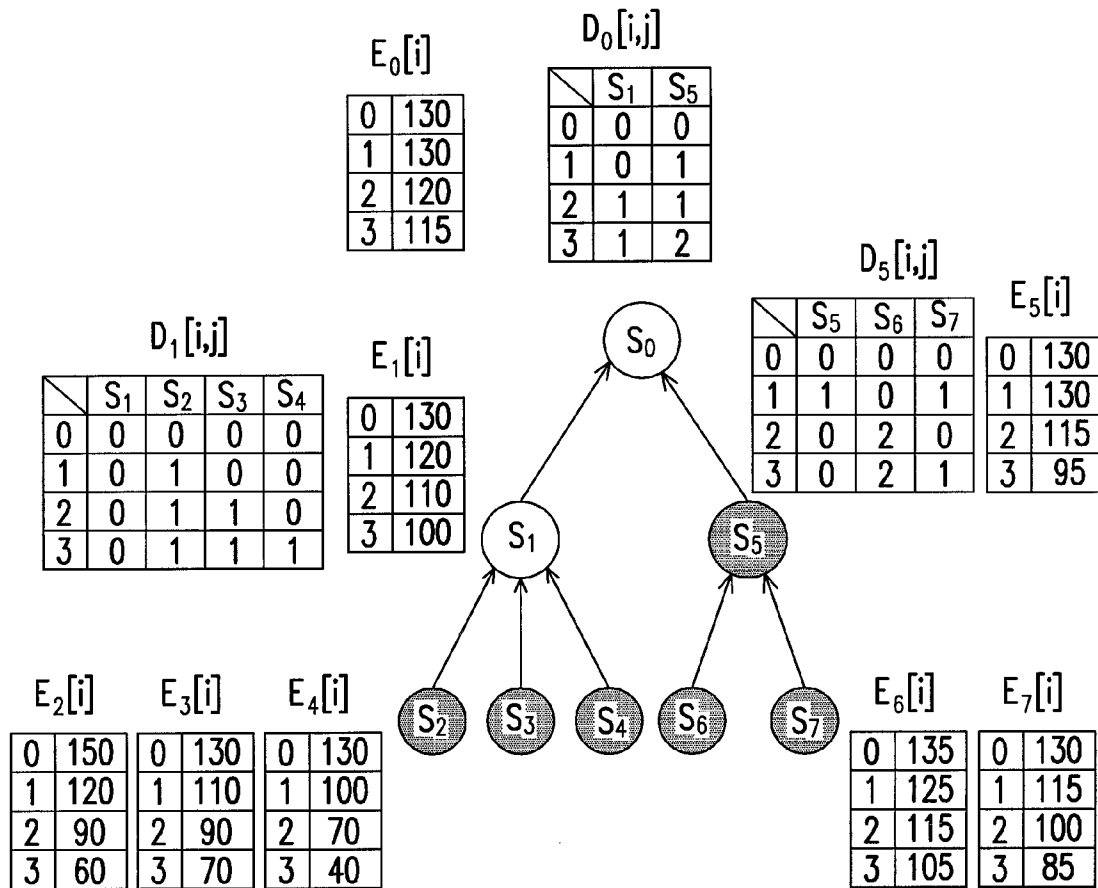 E0[i]
0 130
1 130
2 120
3 115
D0[i,j]
S1 S5
0 0 0
1 0 1
2 1 1
3 1 2
D1[i,j]
S1 S2 S3 S4
0 0 0 0 0
1 0 1 0 0
2 0 1 1 0
3 0 1 1 1
E1[i]
0 130
1 120
2 110
3 100
D5[i,j]
S5 S6 S7
0 0 0 0
1 1 0 1
2 0 2 0
3 0 2 1
E5[i]
0 130
1 130
2 115
3 95
S0
S1
S5
S2
S3
S4
S6
S7
E2[i]
0 150
1 120
2 90
3 60
E3[i]
0 130
1 110
2 90
3 70
E4[i]
0 130
1 100
2 70
3 40
E6[i]
0 135
1 125
2 115
3 105
E7[i]
0 130
1 115
2 100
3 85